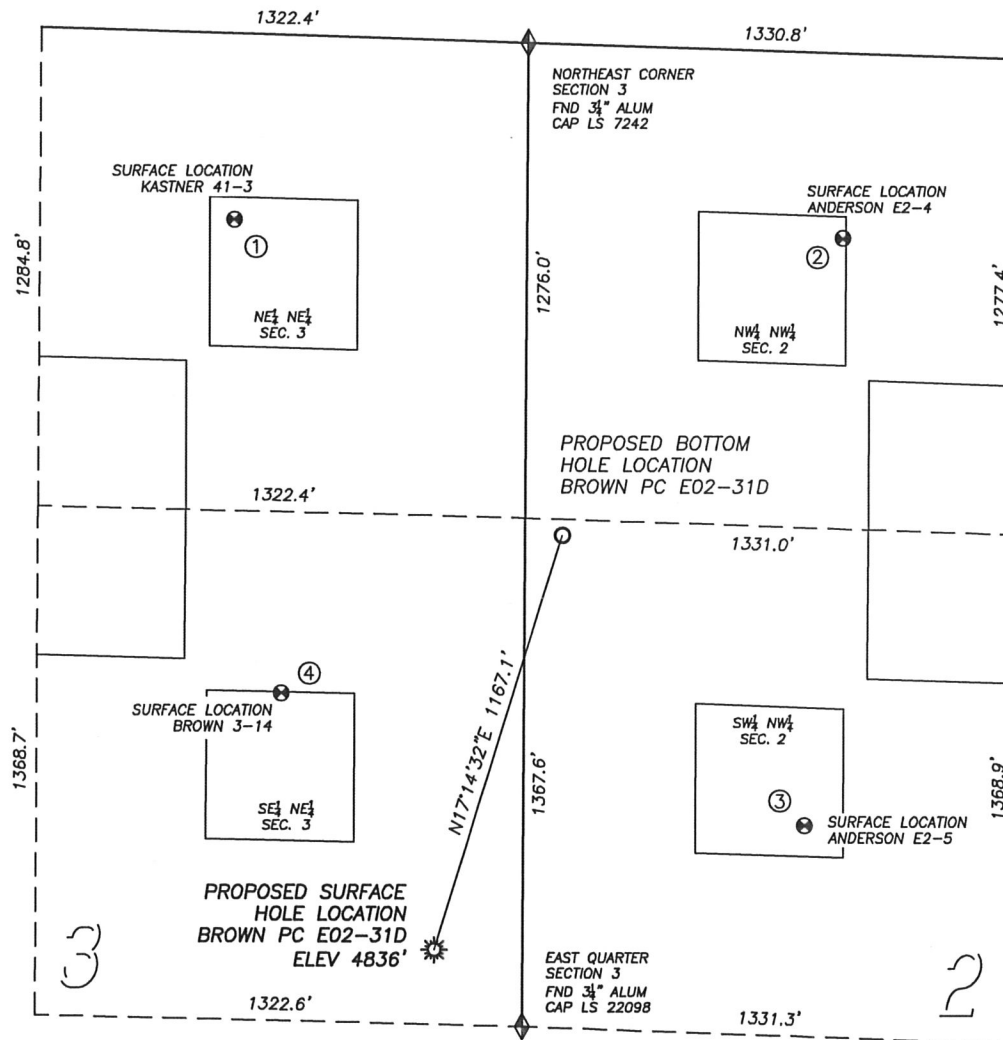 1322.4'
1330.8'
NORTHEAST CORNER
SECTION 3
FND 3¼" ALUM
CAP LS 7242
SURFACE LOCATION
KASTNER 41-3
①
SURFACE LOCATION
ANDERSON E2-4
②
1284.8'
1276.0'
1277.4'
NE¼ NE¼
SEC. 3
NW¼ NW¼
SEC. 2
PROPOSED BOTTOM
HOLE LOCATION
BROWN PC E02-31D
1322.4'
1331.0'
N17°14'32"E 1167.1'
④
SURFACE LOCATION
BROWN 3-14
SW¼ NW¼
SEC. 2
1368.7'
1367.6'
1368.9'
③
SURFACE LOCATION
ANDERSON E2-5
SE¼ NE¼
SEC. 3
PROPOSED SURFACE
HOLE LOCATION
BROWN PC E02-31D
ELEV 4836'
3
EAST QUARTER
SECTION 3
FND 3¼" ALUM
CAP LS 22098
2
1322.6'
1331.3'